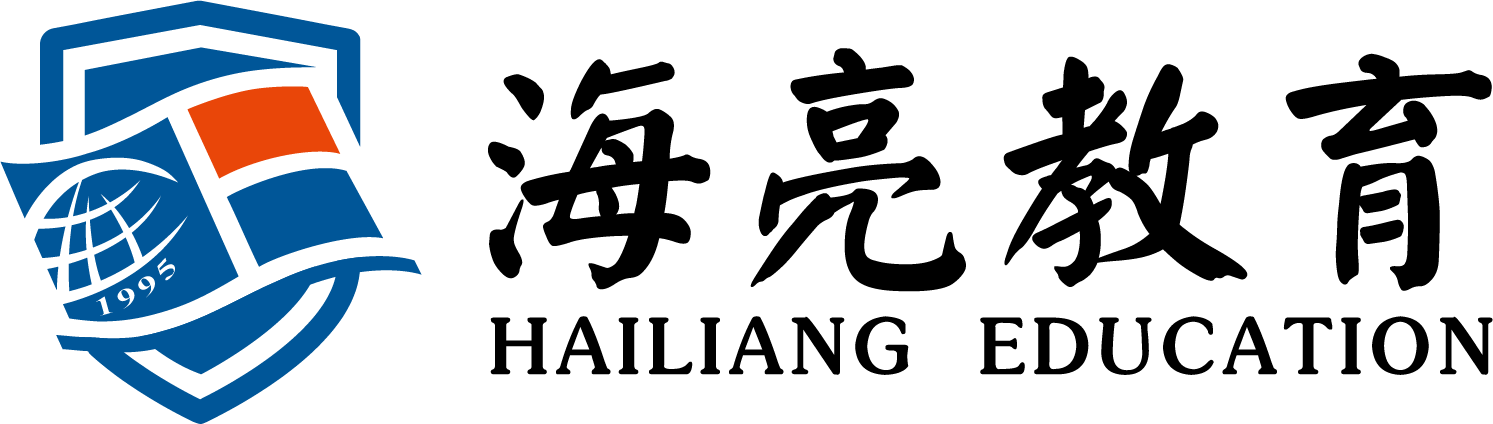 1995
海亮教育
HAILIANG EDUCATION